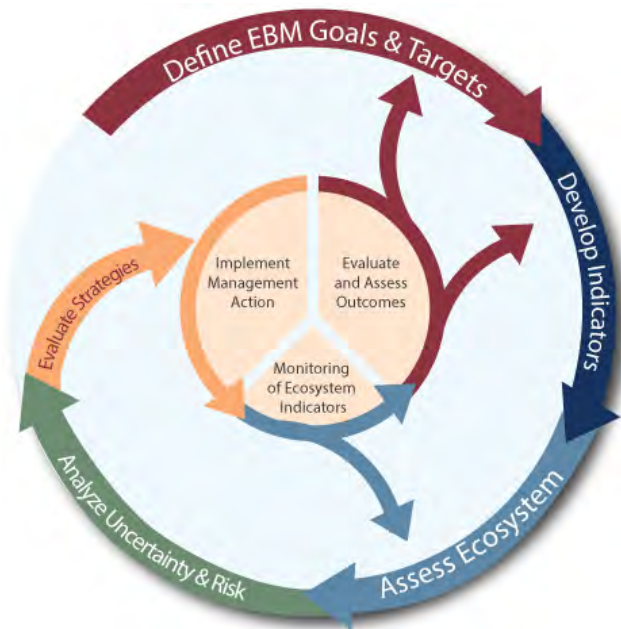 Define EBM Goals & Targets
Develop Indicators
Assess Ecosystem
Analyze Uncertainty & Risk
Evaluate Strategies
Implement
Management
Action
Evaluate
and Assess
Outcomes
Monitoring
of Ecosystem
Indicators